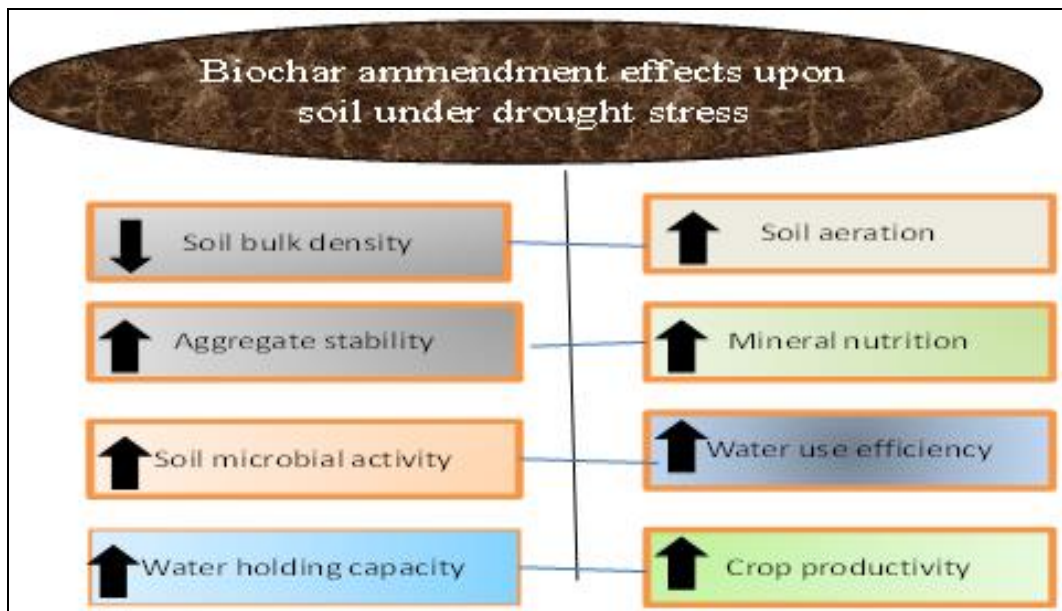 Biochar ammendment effects upon
soil under drought stress
Soil bulk density
Soil aeration
Aggregate stability
Mineral nutrition
Soil microbial activity
Water use efficiency
Water holding capacity
Crop productivity